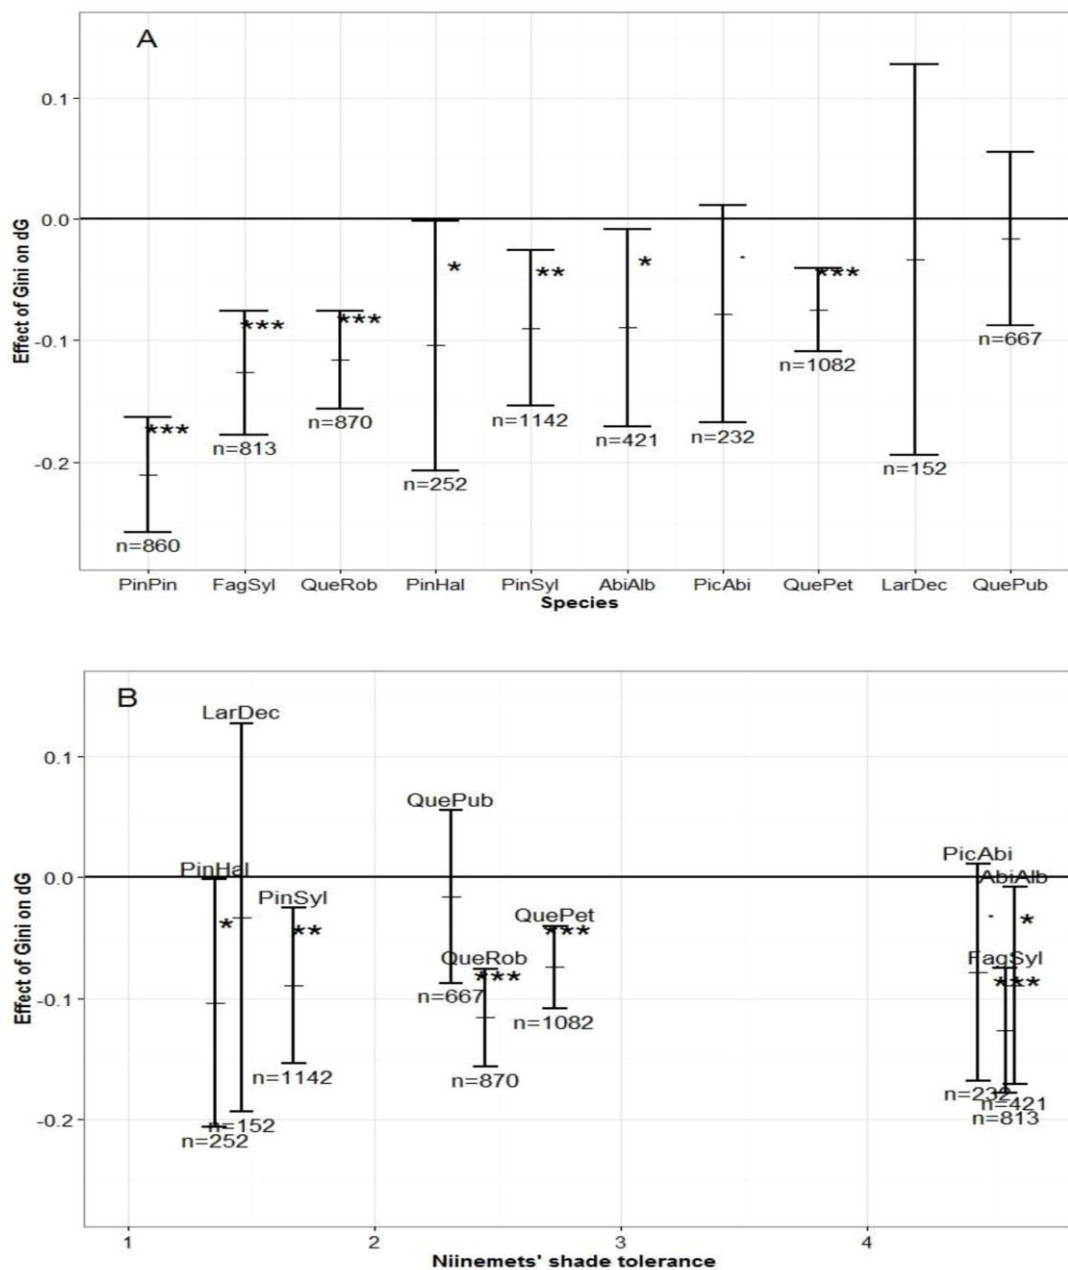 A
0.1
0.0
-0.1
-0.2
Effect of Gini on dG
* * ** * . *** 
*** *** ***
n=860
n=813
n=870
n=252
n=1142
n=421
n=232
n=1082
n=152
n=667
PinPin FagSyl QueRob PinHal PinSyl AbiAlb PicAbi QuePet LarDec QuePub
Species
B
0.1
0.0
-0.1
-0.2
Effect of Gini on dG
LarDec
QuePub
PinHal
PicAbi
AbiAlb
PinSyl
QuePet
QueRob
FagSyl
* ** *** *** . * ***
n=667
n=1082
n=1142
n=870
n=232
n=421
n=813
n=152
n=252
1 2 3 4
Niinemets' shade tolerance